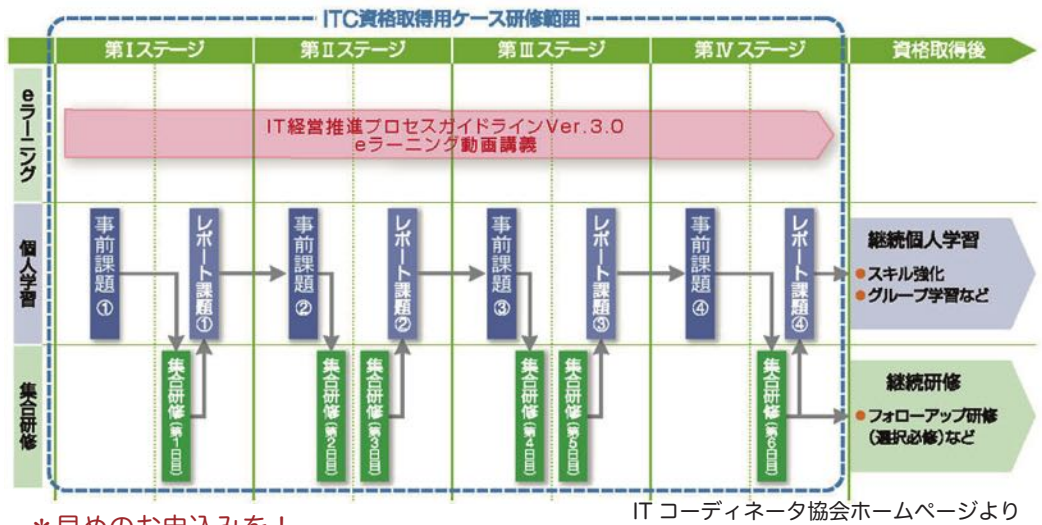 ITC資格取得用ケース研修範囲
第Ⅰステージ
第Ⅱステージ
第Ⅲステージ
第Ⅳステージ
資格取得後
eラーニング
IT経営推進プロセスガイドラインVer.3.0
eラーニング動画講義
個人学習
事前課題①
レポート課題①
事前課題②
レポート課題②
事前課題③
レポート課題③
事前課題④
レポート課題④
継続個人学習
●スキル強化
●グループ学習など
集合研修
集合研修(第1日目)
集合研修(第2日目)
集合研修(第3日目)
集合研修(第4日目)
集合研修(第5日目)
集合研修(第6日目)
継続研修
●フォローアップ研修
(選択必修)など
IT コーディネータ協会ホームページより
*早めのお申込みを!